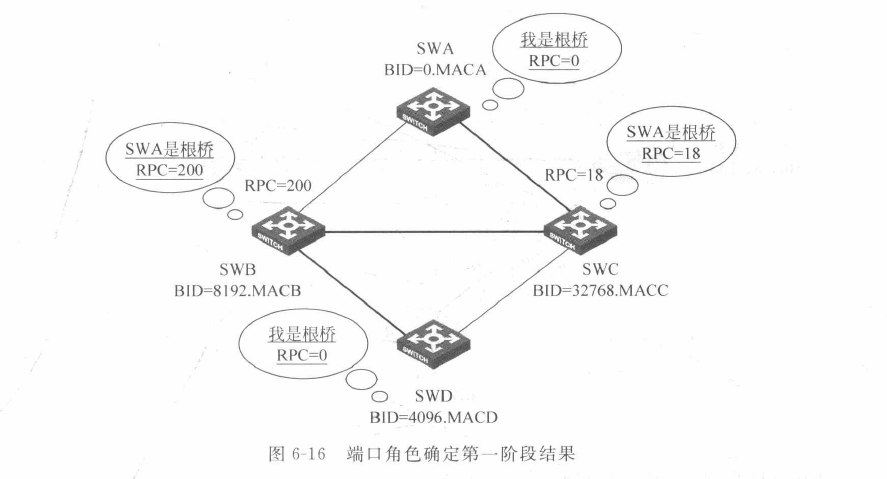 我是根桥
RPC=0
SWA
BID=0.MACA
SWITCH
SWA是根桥
RPC=200
SWA是根桥
RPC=18
RPC=200
RPC=18
SWITCH
SWITCH
SWB
BID=8192.MACB
SWC
BID=32768.MACC
我是根桥
RPC=0
SWITCH
SWD
BID=4096.MACD
图 6-16 端口角色确定第一阶段结果